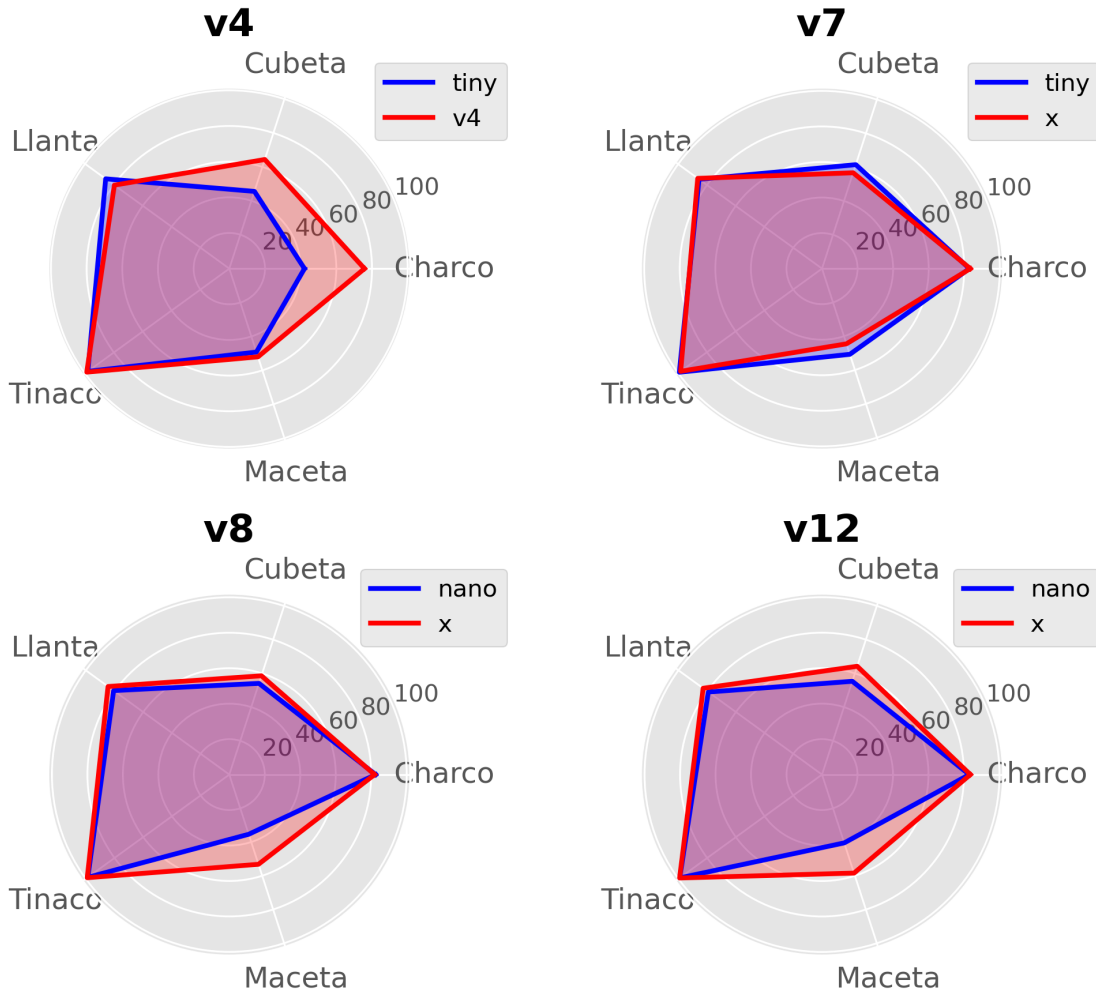 v4
Cubeta
tiny
v4
Llanta
100
80
60
40
20
Charco
Tinaco
Maceta
v7
Cubeta
tiny
x
Llanta
100
80
60
40
20
Charco
Tinaco
Maceta
v8
Cubeta
nano
x
Llanta
100
80
60
40
20
Charco
Tinaco
Maceta
v12
Cubeta
nano
x
Llanta
100
80
60
40
20
Charco
Tinaco
Maceta